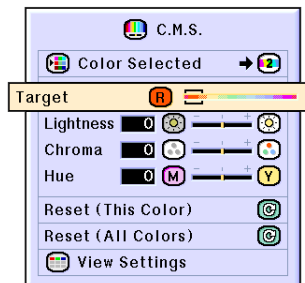 C.M.S.
Color Selected 2
Target R
Lightness 0
Chroma 0
Hue 0 M Y
Reset (This Color)
Reset (All Colors)
View Settings